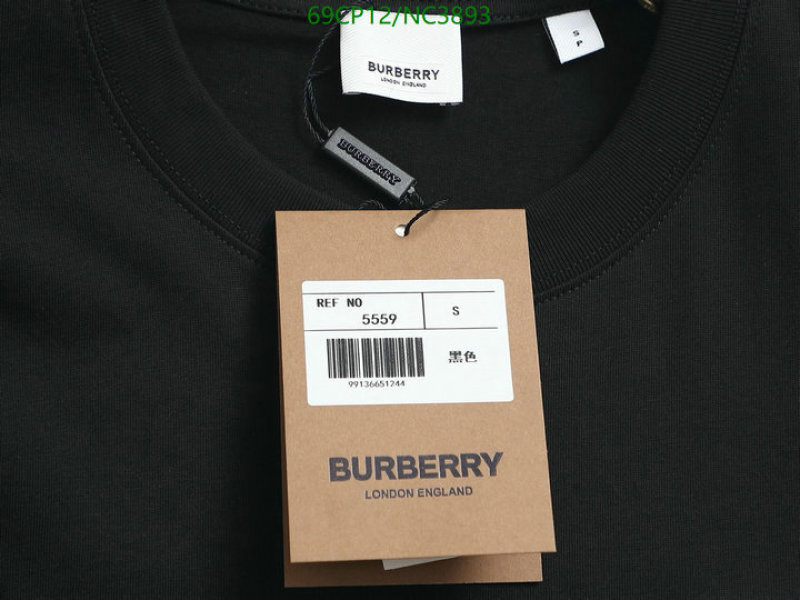 69CP12/NC3893
BURBERRY
LONDON ENGLAND
S
P
BURBERRY
REF NO
5559
S
99136651244
黑色
BURBERRY
LONDON ENGLAND